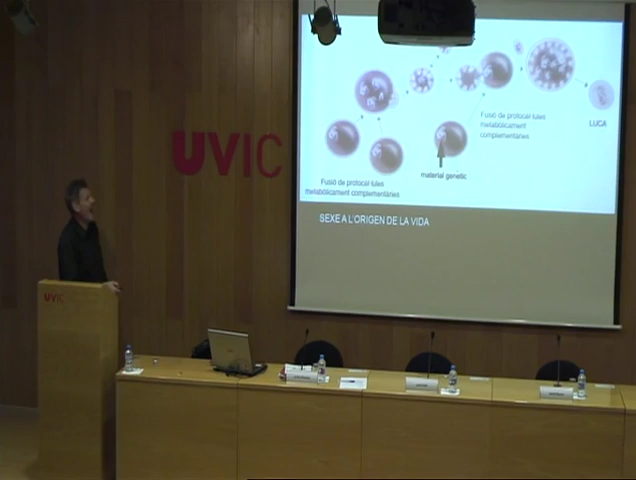 UVIC
LUCA
Fusió de protocèl·lules
metabòlicament
complementàries
material genètic
Fusió de protocèl·lules
metabòlicament complementàries
SEXE A L'ORIGEN DE LA VIDA
UVIC